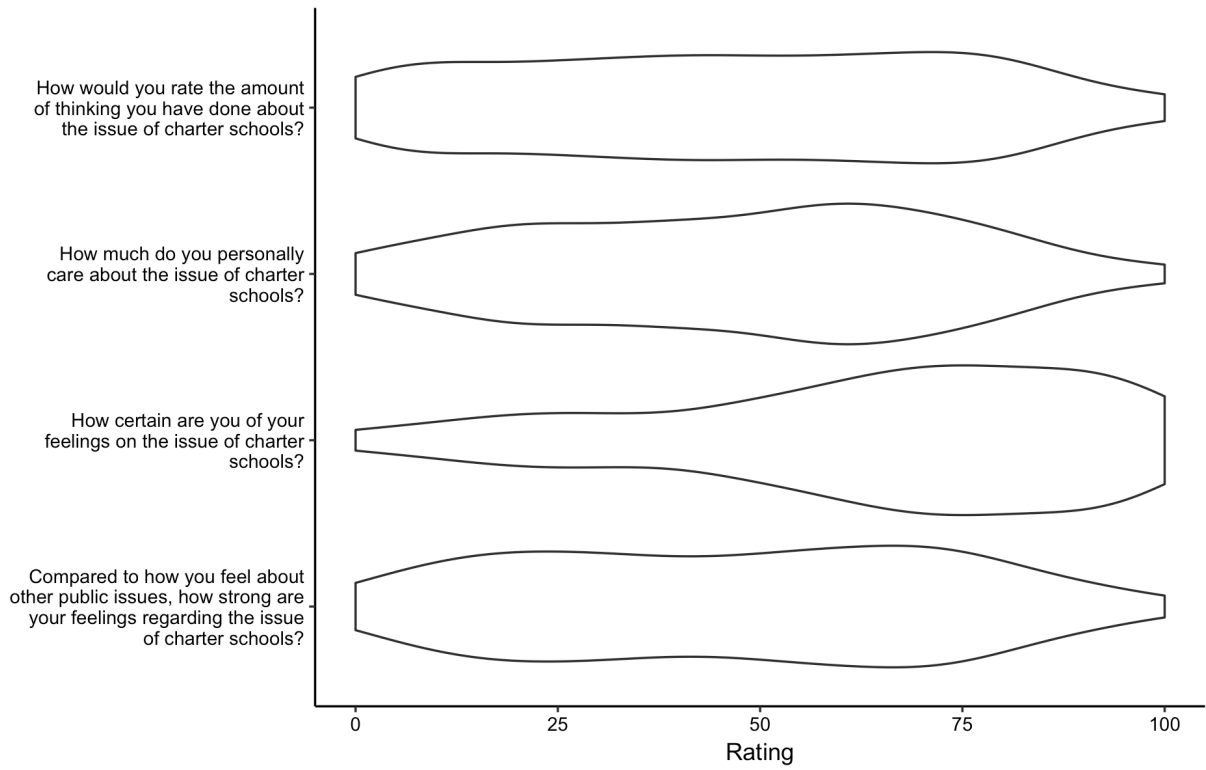 How would you rate the amount
of thinking you have done about
the issue of charter schools?
How much do you personally
care about the issue of charter
schools?
How certain are you of your
feelings on the issue of charter
schools?
Compared to how you feel about
other public issues, how strong are
your feelings regarding the issue
of charter schools?
0 25 50 75 100
Rating